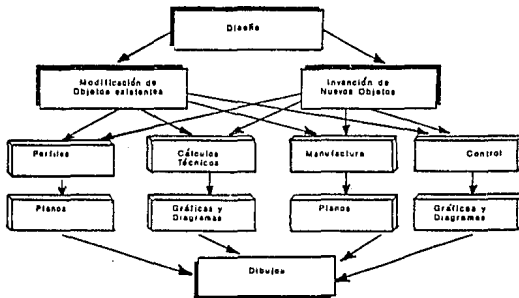 Diseño
Modificación de
Objetos existentes
Invención de
Nuevos Objetos
Perfiles
Cálculos
Técnicos
Manufactura
Control
Planos
Gráficas y
Diagramas
Planos
Gráficas y
Diagramas
Dibujos